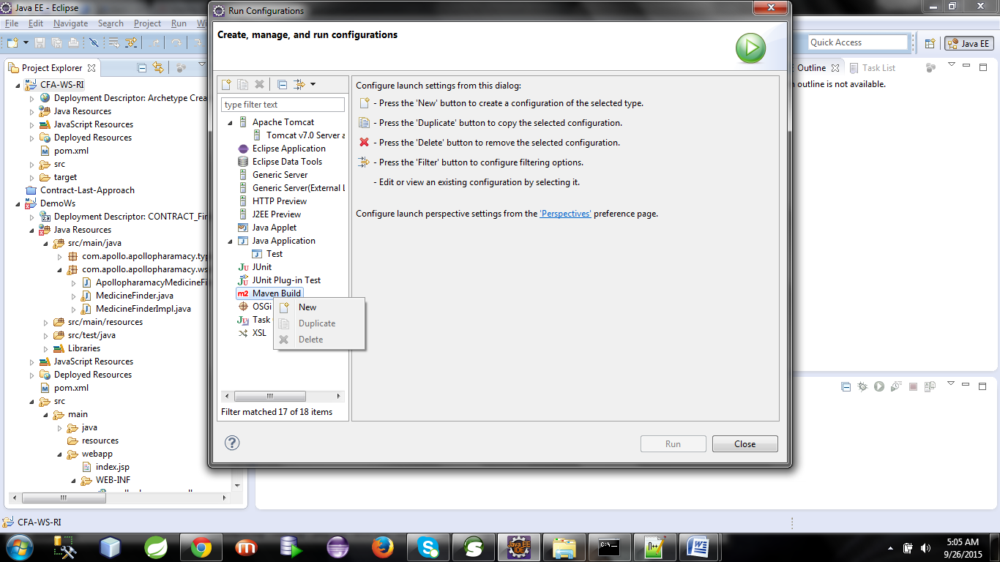 Java EE - Eclipse
File Edit Navigate Search Project Run
Quick Access
Java EE
Project Explorer
CFA-WS-RI
Deployment Descriptor: Archetype Crea
Java Resources
JavaScript Resources
Deployed Resources
pom.xml
src
target
Contract-Last-Approach
DemoWs
Deployment Descriptor: CONTRACT_Fi
Java Resources
src/main/java
com.apollo.apollopharamacy.typ
com.apollo.apollopharamacy.ws
ApollopharamacyMedicineFi
MedicineFinder.java
MedicineFinderImpl.java
src/main/resources
src/test/java
Libraries
JavaScript Resources
Deployed Resources
pom.xml
src
main
java
resources
webapp
index.jsp
WEB-INF
Run Configurations
Create, manage, and run configurations
type filter text
Apache Tomcat
Tomcat v7.0 Server a
Eclipse Application
Eclipse Data Tools
Generic Server
Generic Server(External L
HTTP Preview
J2EE Preview
Java Applet
Java Application
Test
JUnit
JUnit Plug-in Test
m2 Maven Build
OSGi
Task
XSL
New
Duplicate
Delete
Filter matched 17 of 18 items
Configure launch settings from this dialog:
- Press the 'New' button to create a configuration of the selected type.
- Press the 'Duplicate' button to copy the selected configuration.
- Press the 'Delete' button to remove the selected configuration.
- Press the 'Filter' button to configure filtering options.
- Edit or view an existing configuration by selecting it.
Configure launch perspective settings from the 'Perspectives' preference page.
Run
Close
Outline
Task List
outline is not available.
CFA-WS-RI
Java EE
IDE
5:05 AM
9/26/2015